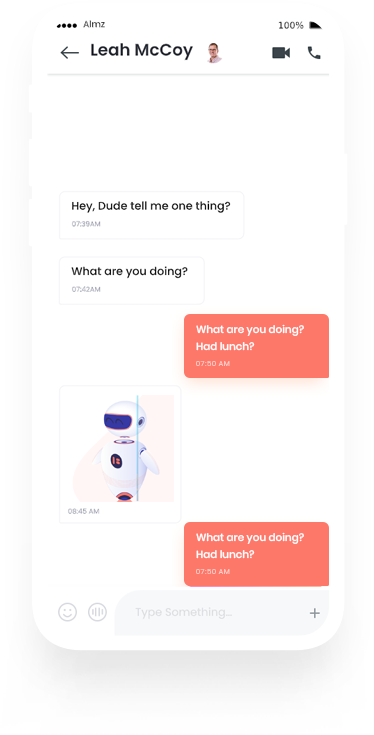 Almz
100%
Leah McCoy
Hey, Dude tell me one thing?
07:39AM
What are you doing?
07:42AM
What are you doing?
Had lunch?
07:50 AM
08:45 AM
What are you doing?
Had lunch?
07:50 AM
Type Something...